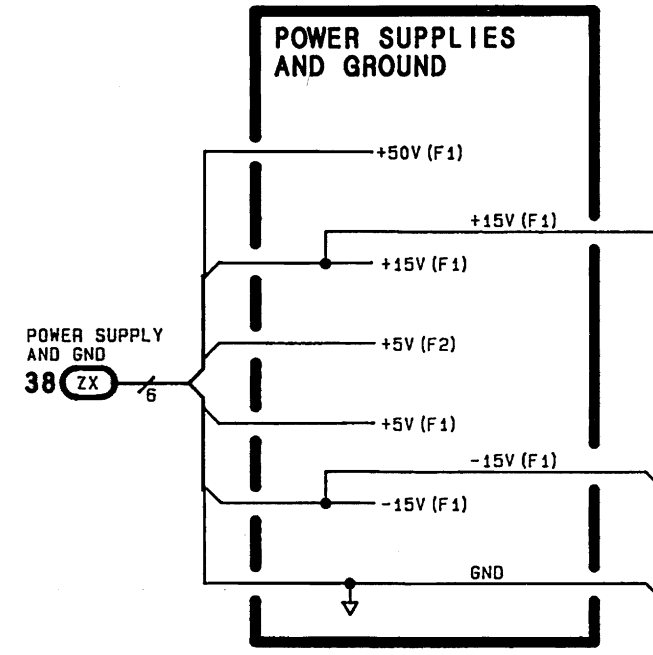 POWER SUPPLIES
AND GROUND
+50V (F1)
+15V (F1)
+15V (F1)
POWER SUPPLY
AND GND
38 ZX
6
+5V (F2)
+5V (F1)
-15V (F1)
-15V (F1)
GND